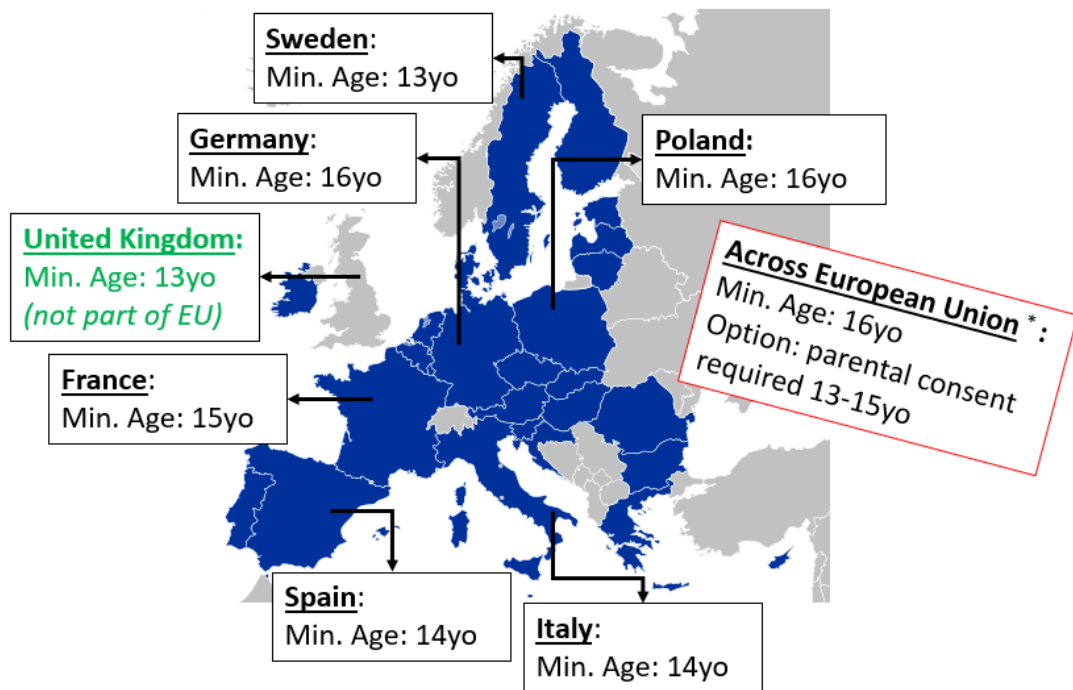 Sweden:
Min. Age: 13yo
Germany:
Min. Age: 16yo
Poland:
Min. Age: 16yo
United Kingdom:
Min. Age: 13yo
(not part of EU)
Across European Union *:
Min. Age: 16yo
Option: parental consent
required 13-15yo
France:
Min. Age: 15yo
Spain:
Min. Age: 14yo
Italy:
Min. Age: 14yo